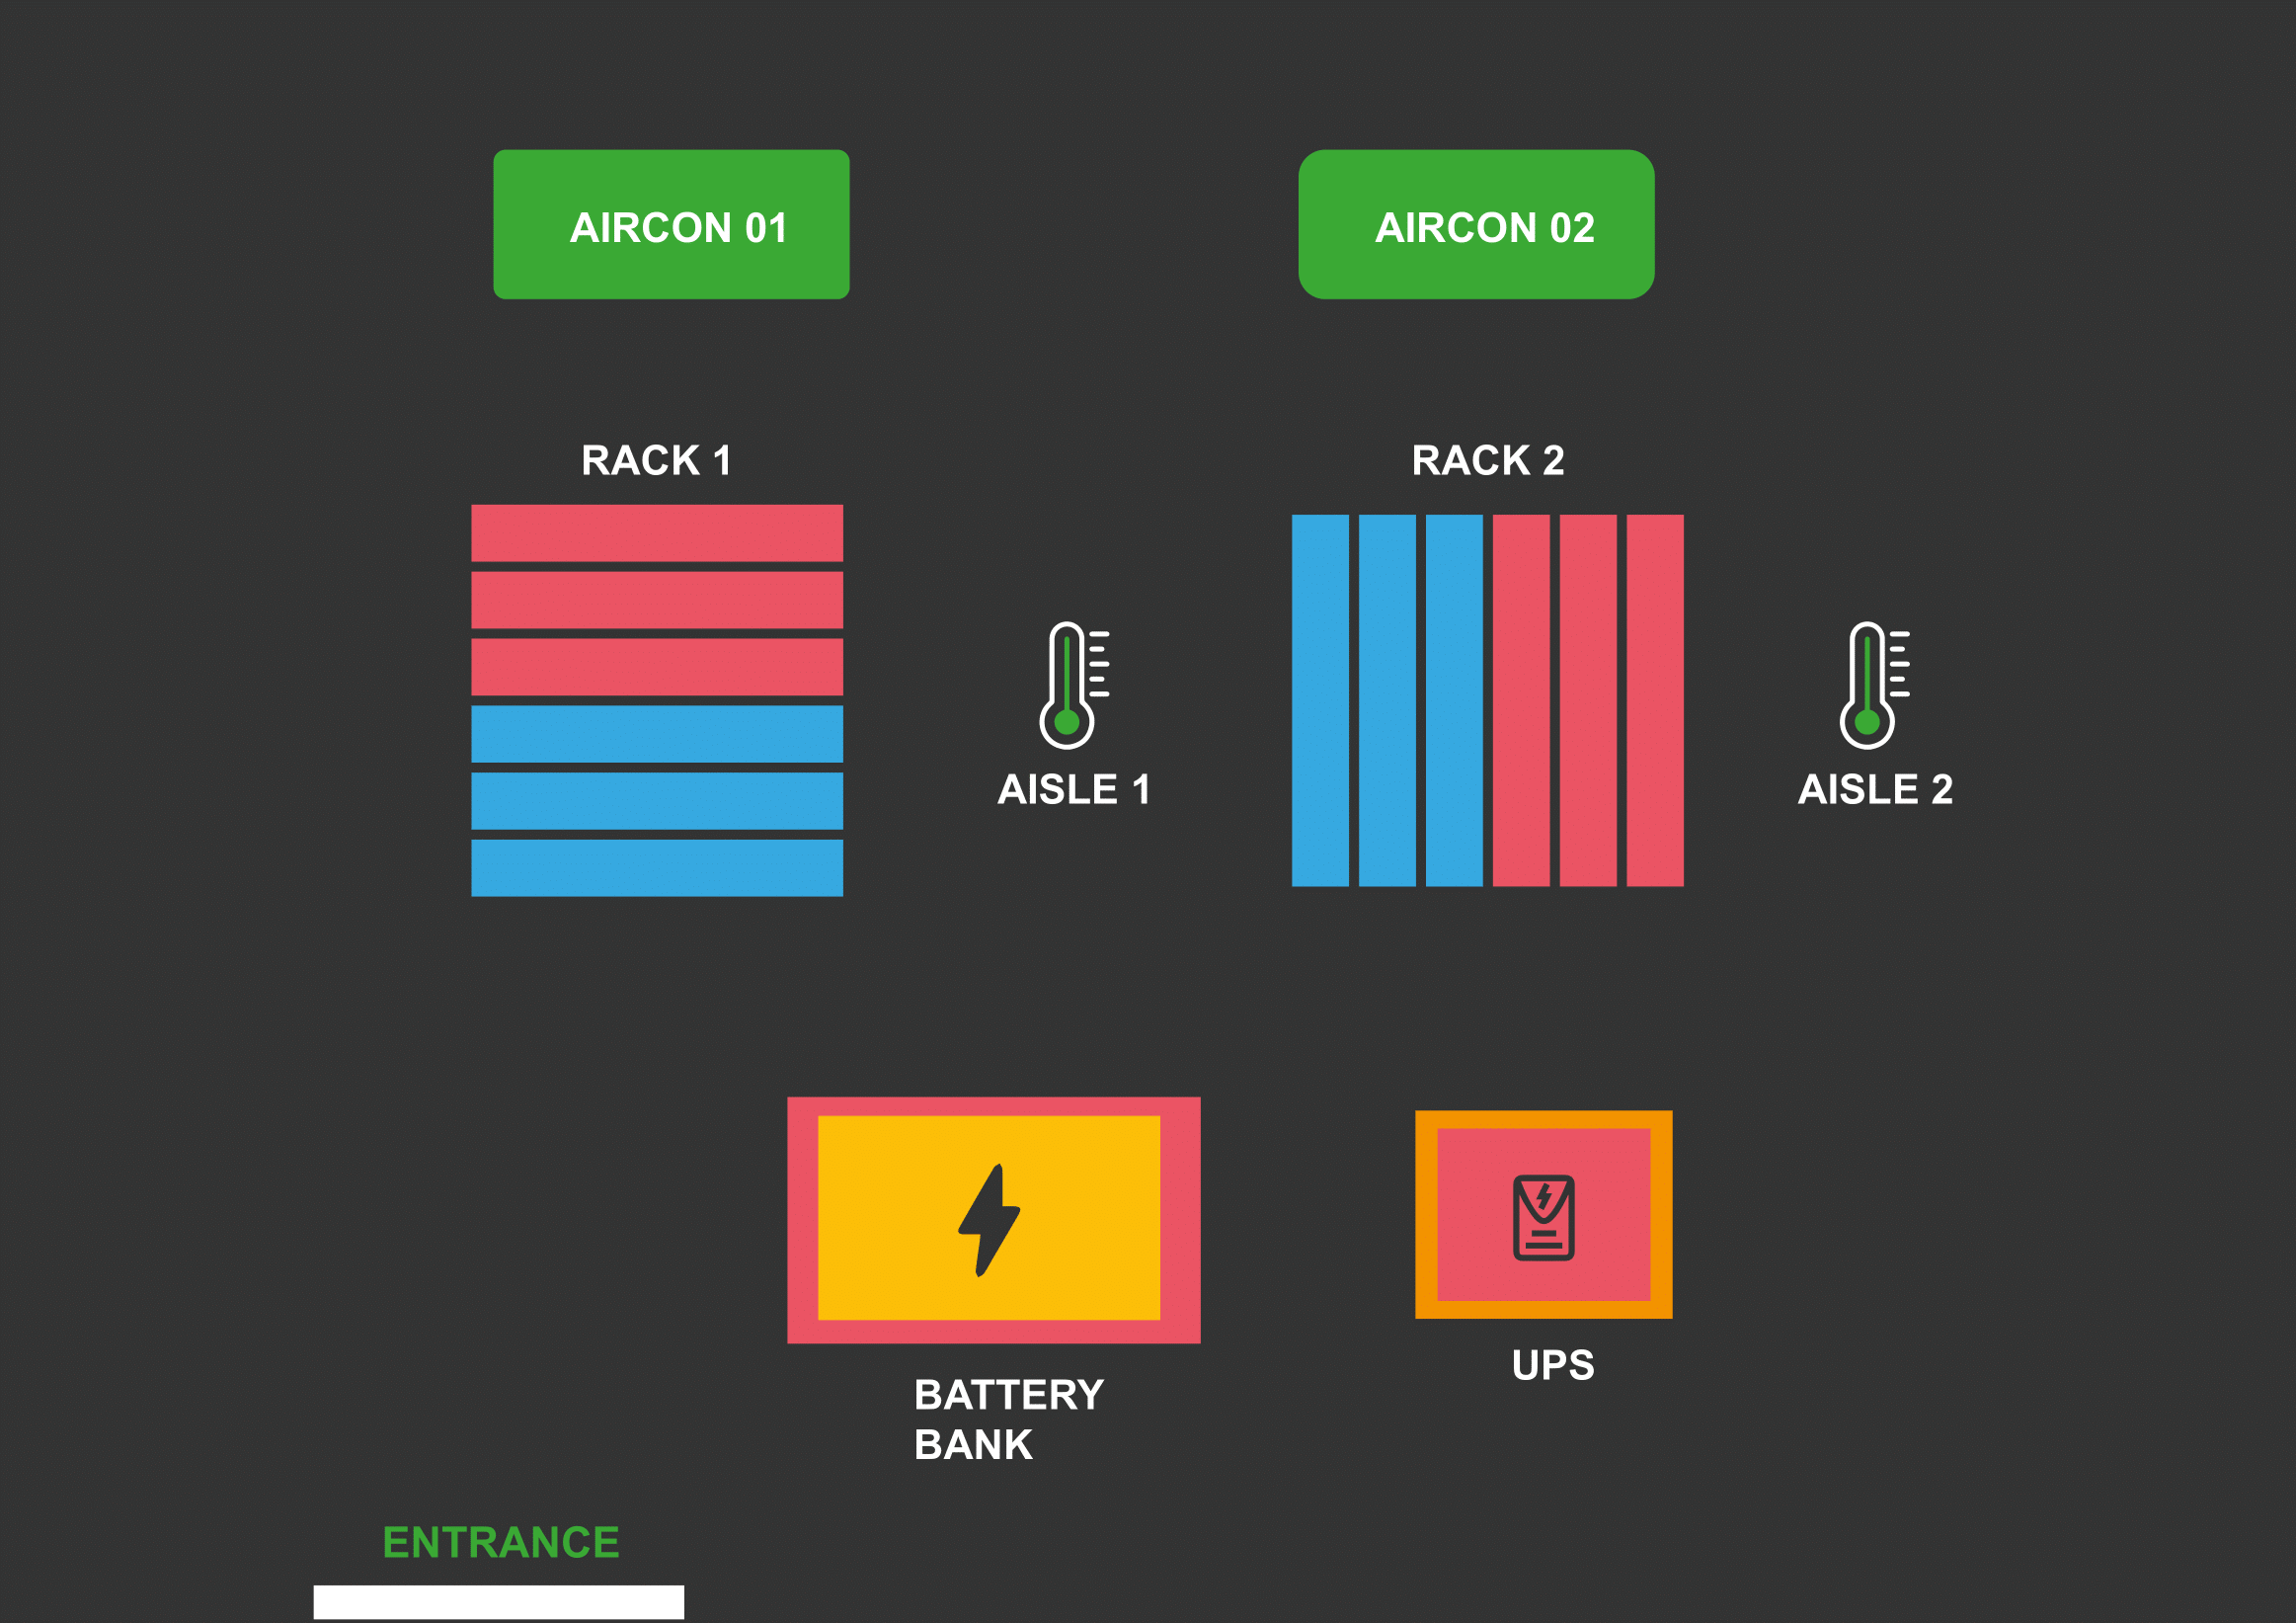 AIRCON 01
AIRCON 02
RACK 1
RACK 2
AISLE 1
AISLE 2
BATTERY
BANK
UPS
ENTRANCE